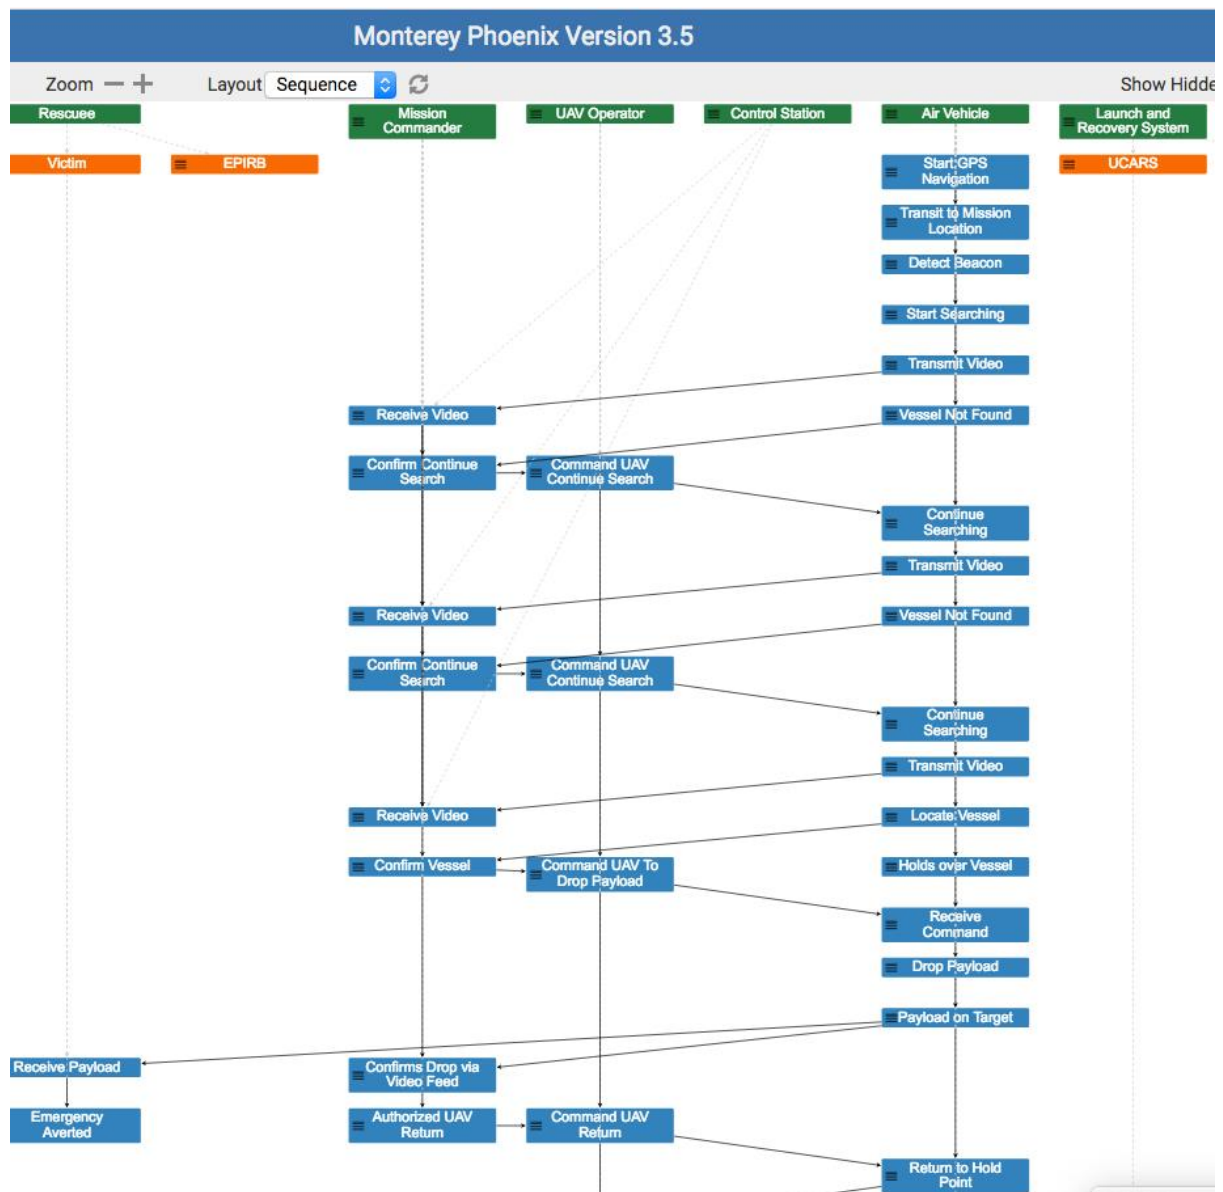 Monterey Phoenix Version 3.5
Zoom
Layout
Sequence
Show Hidde
Rescuee
Mission
Commander
UAV Operator
Control Station
Air Vehicle
Launch and
Recovery System
Victim
EPIRB
Start GPS
Navigation
UCARS
Transit to Mission
Location
Detect Beacon
Start Searching
Transmit Video
Receive Video
Vessel Not Found
Confirm Continue
Search
Command UAV
Continue Search
Continue
Searching
Transmit Video
Receive Video
Vessel Not Found
Confirm Continue
Search
Command UAV
Continue Search
Continue
Searching
Transmit Video
Receive Video
Locate Vessel
Confirm Vessel
Command UAV To
Drop Payload
Holds over Vessel
Receive
Command
Drop Payload
Payload on Target
Receive Payload
Confirms Drop via
Video Feed
Emergency
Averted
Authorized UAV
Return
Command UAV
Return
Return to Hold
Point